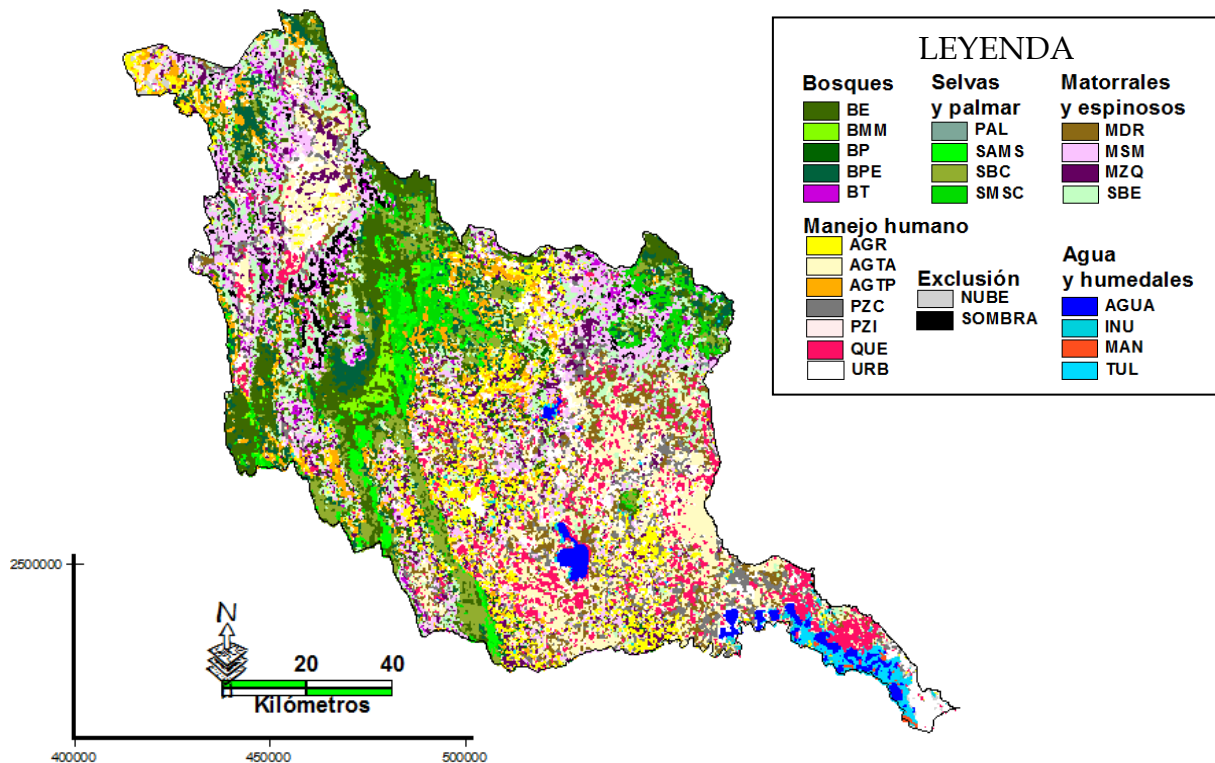 LEYENDA
Bosques
BE
BMM
BP
BPE
BT
Selvas
y palmar
PAL
SAMS
SBC
SMSC
Matorrales
y espinosos
MDR
MSM
MZQ
SBE
Manejo humano
AGR
AGTA
AGTP
PZC
PZI
QUE
URB
Exclusión
NUBE
SOMBRA
Agua
y humedales
AGUA
INU
MAN
TUL
2500000
N
20 40
Kilómetros
400000 450000 500000